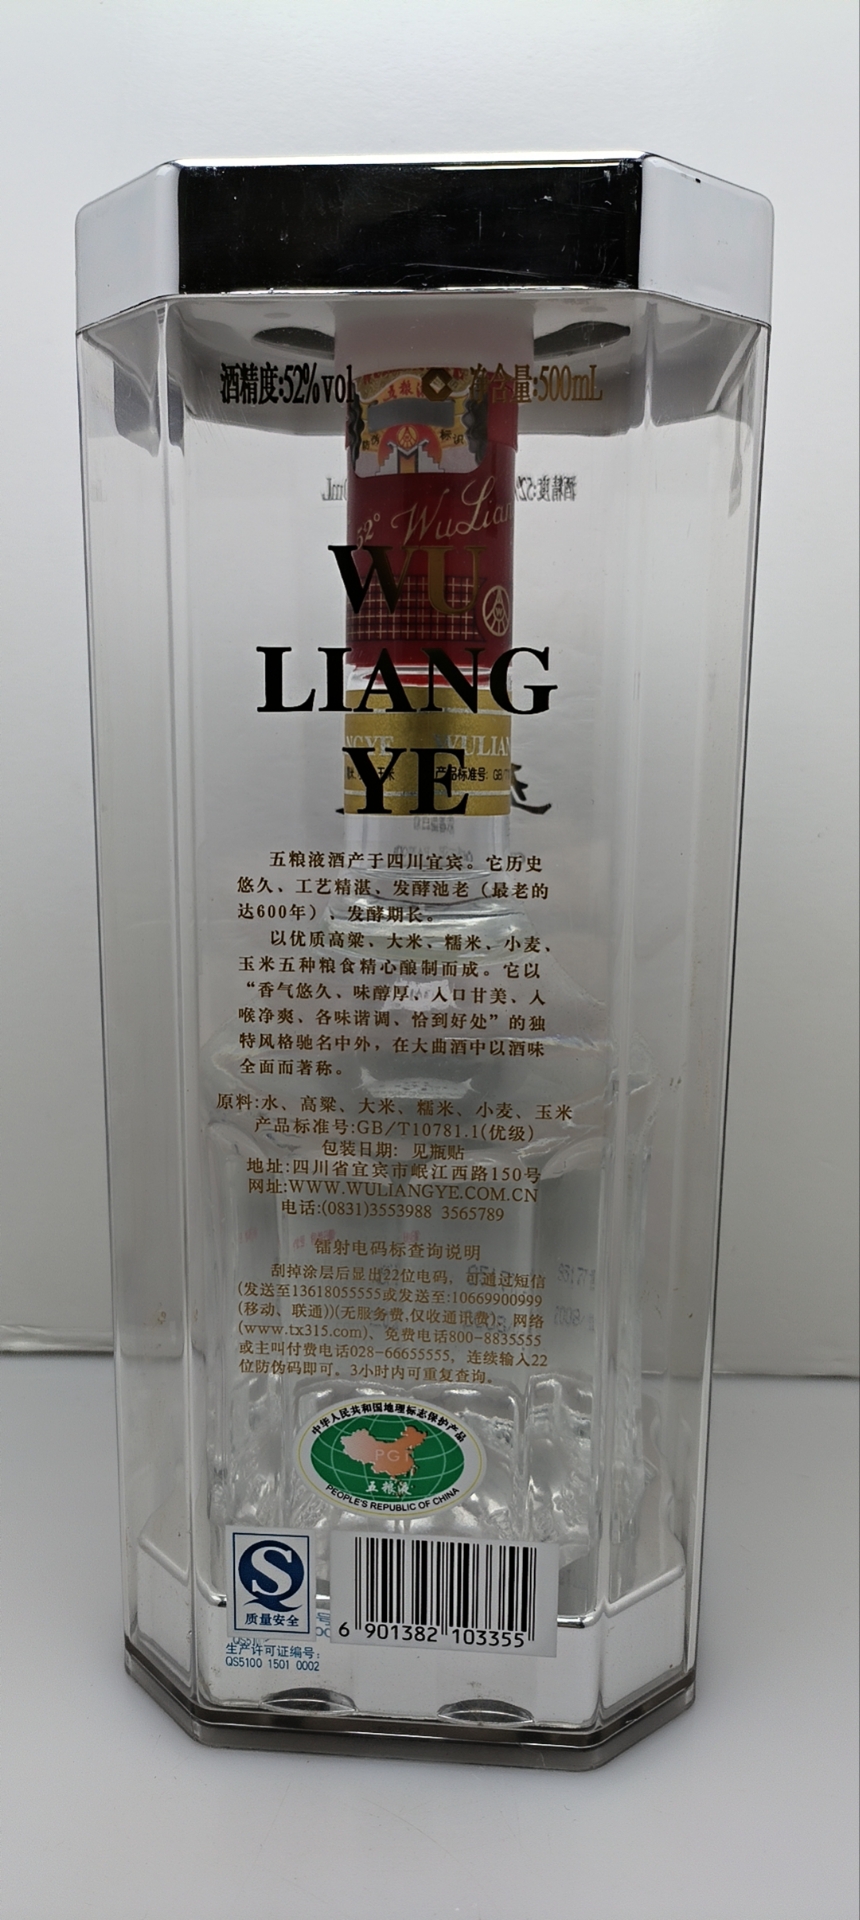 酒精度:52%vol 净含量:500mL
52° WuLian
WU
LIANG
YE
产品标准号: GB/T
五粮液酒产于四川宜宾。它历史
悠久、工艺精湛、发酵池老（最老的
达600年）、发酵期长。
以优质高粱、大米、糯米、小麦、
玉米五种粮食精心酿制而成。它以
“香气悠久、味醇厚、入口甘美、入
喉净爽、各味谐调、恰到好处”的独
特风格驰名中外，在大曲酒中以酒味
全面而著称。
原料:水、高粱、大米、糯米、小麦、玉米
产品标准号:GB/T10781.1(优级)
包装日期: 见瓶贴
地址:四川省宜宾市岷江西路150号
网址:WWW.WULIANGYE.COM.CN
电话:(0831)3553988 3565789
镭射电码标查询说明
刮掉涂层后显出22位电码，可通过短信
(发送至13618055555或发送至:10669900999
(移动、联通))(无服务费,仅收通讯费)；网络
(www.tx315.com)、免费电话800-8835555
或主叫付费电话028-66655555，连续输入22
位防伪码即可。3小时内可重复查询。
中华人民共和国地理标志保护产品
PGI
五粮液
PEOPLE'S REPUBLIC OF CHINA
质量安全
生产许可证编号:
QS5100 1501 0002
6 901382 103355